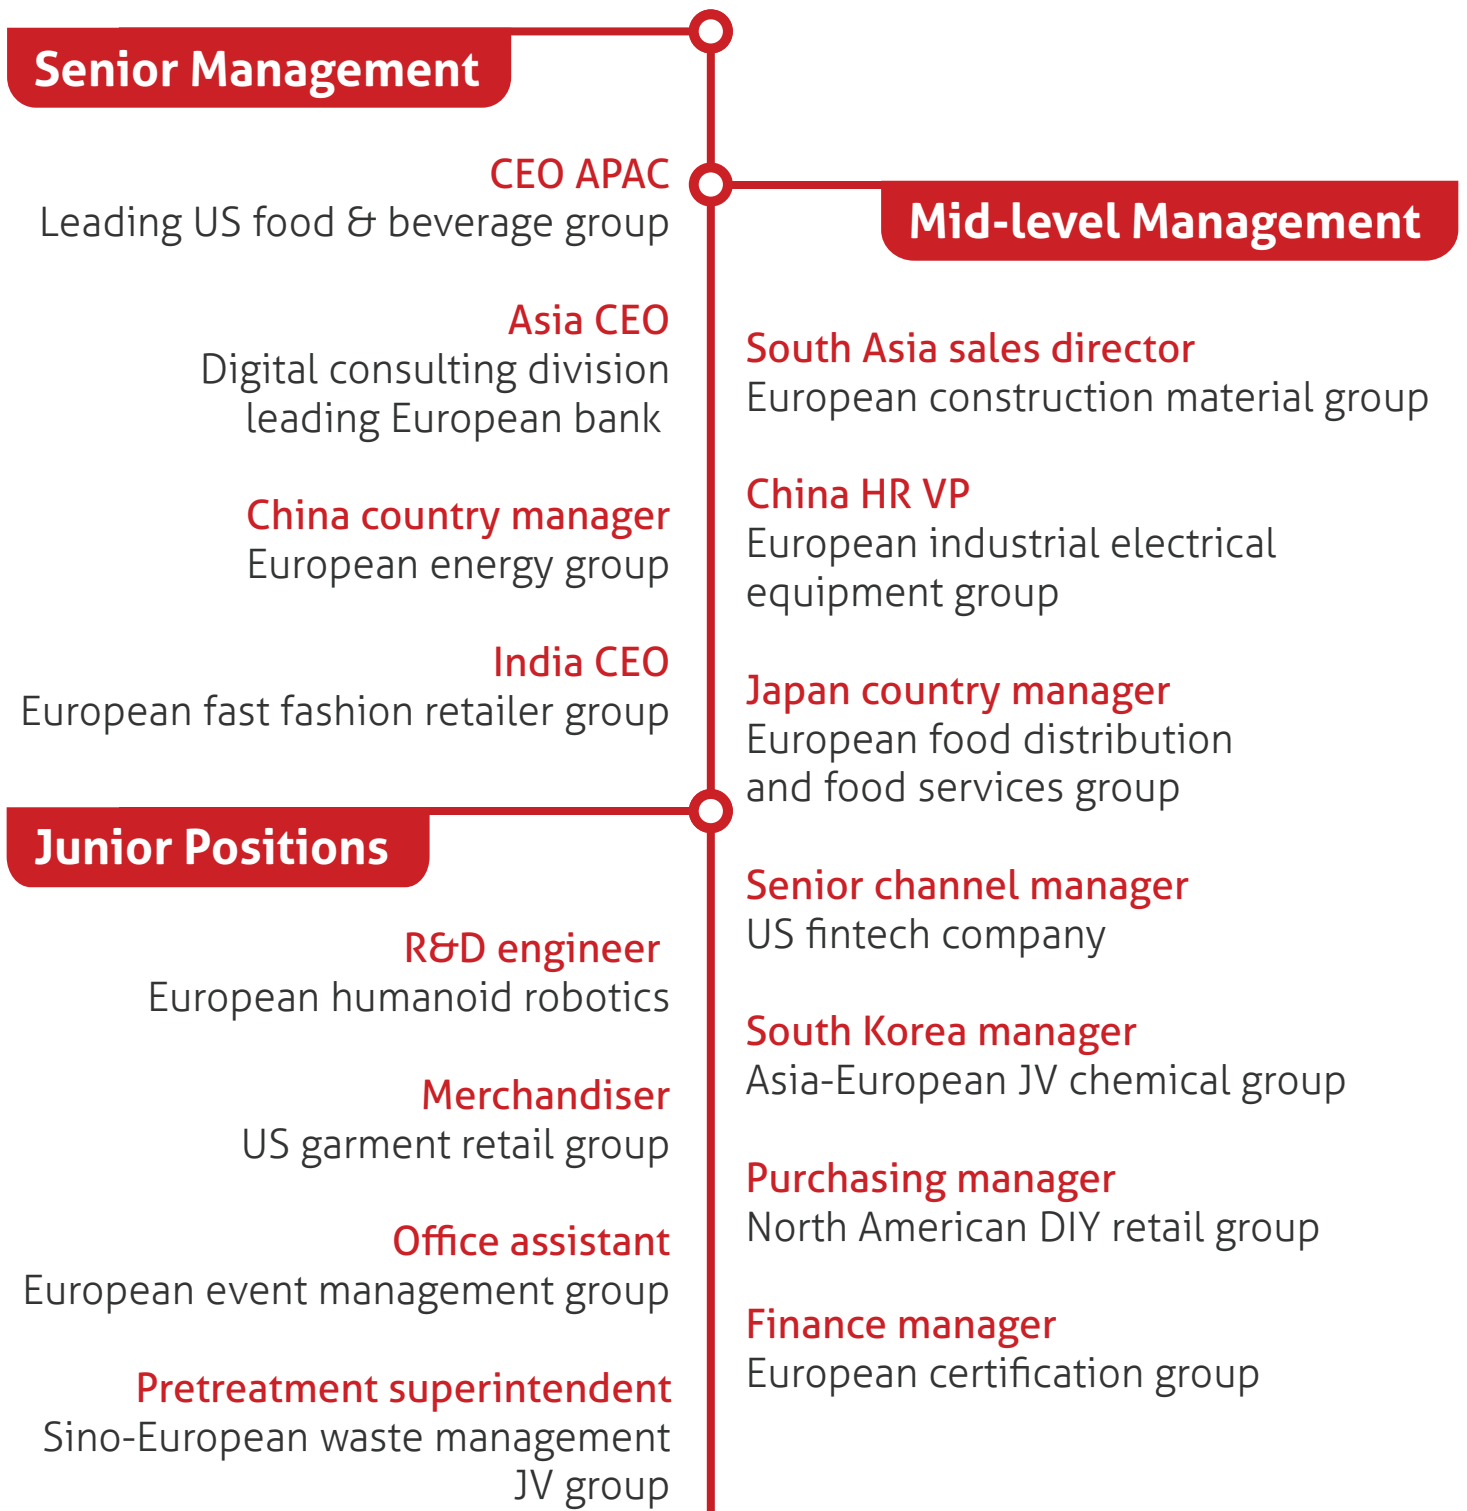 Senior Management
CEO APAC
Leading US food & beverage group
Asia CEO
Digital consulting division
leading European bank
China country manager
European energy group
India CEO
European fast fashion retailer group
Mid-level Management
South Asia sales director
European construction material group
China HR VP
European industrial electrical
equipment group
Japan country manager
European food distribution
and food services group
Senior channel manager
US fintech company
South Korea manager
Asia-European JV chemical group
Purchasing manager
North American DIY retail group
Finance manager
European certification group
Junior Positions
R&D engineer
European humanoid robotics
Merchandiser
US garment retail group
Office assistant
European event management group
Pretreatment superintendent
Sino-European waste management
JV group